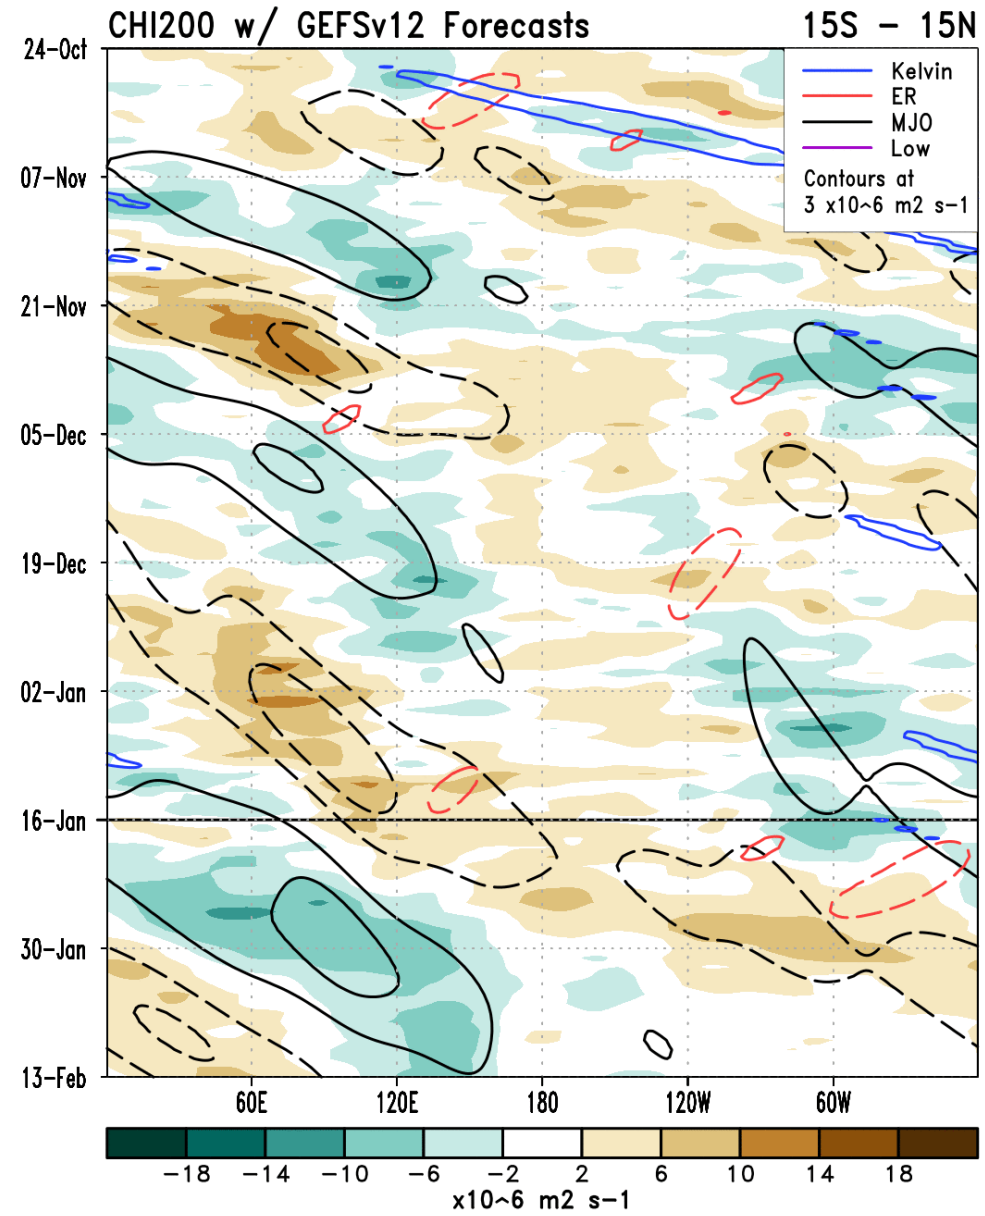 CHI200 w/ GEFSv12 Forecasts 15S − 15N
24-Oct
07-Nov
21-Nov
05-Dec
19-Dec
02-Jan
16-Jan
30-Jan
13-Feb
Kelvin
ER
MJO
Low
Contours at
3 x10^6 m2 s−1
60E 120E 180 120W 60W
−18 −14 −10 −6 −2 2 6 10 14 18
x10^6 m2 s−1